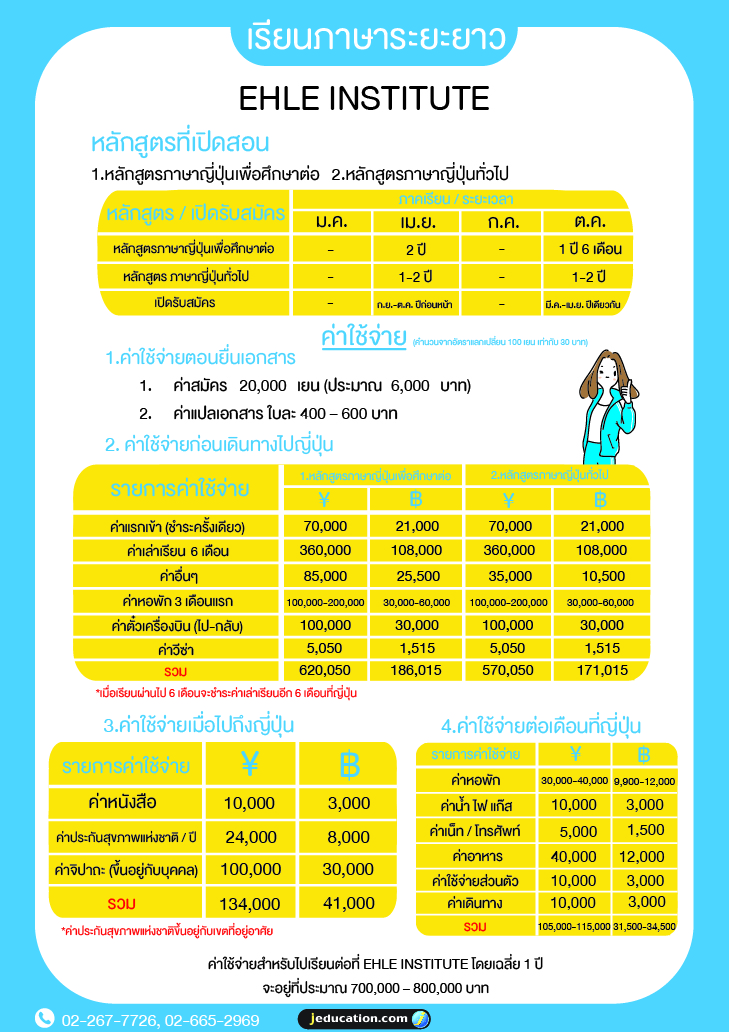 เรียนภาษาระยะยาว
EHLE INSTITUTE
หลักสูตรที่เปิดสอน
1.หลักสูตรภาษาญี่ปุ่นเพื่อศึกษาต่อ 2.หลักสูตรภาษาญี่ปุ่นทั่วไป
หลักสูตร / เปิดรับสมัคร ภาคเรียน / ระยะเวลา
ม.ค. เม.ย. ก.ค. ต.ค.
หลักสูตรภาษาญี่ปุ่นเพื่อศึกษาต่อ - 2 ปี - 1 ปี 6 เดือน
หลักสูตร ภาษาญี่ปุ่นทั่วไป - 1-2 ปี - 1-2 ปี
เปิดรับสมัคร - ก.ย.-ต.ค. ปีก่อนหน้า - มี.ค.-เม.ย. ปีเดียวกัน
ค่าใช้จ่าย (คำนวนจากอัตราแลกเปลี่ยน 100 เยน เท่ากับ 30 บาท)
1.ค่าใช้จ่ายตอนยื่นเอกสาร
1. ค่าสมัคร 20,000 เยน (ประมาณ 6,000 บาท)
2. ค่าแปลเอกสาร ใบละ 400 – 600 บาท
2. ค่าใช้จ่ายก่อนเดินทางไปญี่ปุ่น
รายการค่าใช้จ่าย 1.หลักสูตรภาษาญี่ปุ่นเพื่อศึกษาต่อ 2.หลักสูตรภาษาญี่ปุ่นทั่วไป
¥ ฿ ¥ ฿
ค่าแรกเข้า (ชำระครั้งเดียว) 70,000 21,000 70,000 21,000
ค่าเล่าเรียน 6 เดือน 360,000 108,000 360,000 108,000
ค่าอื่นๆ 85,000 25,500 35,000 10,500
ค่าหอพัก 3 เดือนแรก 100,000-200,000 30,000-60,000 100,000-200,000 30,000-60,000
ค่าตั๋วเครื่องบิน (ไป-กลับ) 100,000 30,000 100,000 30,000
ค่าวีซ่า 5,050 1,515 5,050 1,515
รวม 620,050 186,015 570,050 171,015
*เมื่อเรียนผ่านไป 6 เดือนจะชำระค่าเล่าเรียนอีก 6 เดือนที่ญี่ปุ่น
3.ค่าใช้จ่ายเมื่อไปถึงญี่ปุ่น
รายการค่าใช้จ่าย ¥ ฿
ค่าหนังสือ 10,000 3,000
ค่าประกันสุขภาพแห่งชาติ / ปี 24,000 8,000
ค่าจิปาถะ (ขึ้นอยู่กับบุคคล) 100,000 30,000
รวม 134,000 41,000
*ค่าประกันสุขภาพแห่งชาติขึ้นอยู่กับเขตที่อยู่อาศัย
4.ค่าใช้จ่ายต่อเดือนที่ญี่ปุ่น
รายการค่าใช้จ่าย ¥ ฿
ค่าหอพัก 30,000-40,000 9,900-12,000
ค่าน้ำ ไฟ แก๊ส 10,000 3,000
ค่าเน็ท / โทรศัพท์ 5,000 1,500
ค่าอาหาร 40,000 12,000
ค่าใช้จ่ายส่วนตัว 10,000 3,000
ค่าเดินทาง 10,000 3,000
รวม 105,000-115,000 31,500-34,500
ค่าใช้จ่ายสำหรับไปเรียนต่อที่ EHLE INSTITUTE โดยเฉลี่ย 1 ปี
จะอยู่ที่ประมาณ 700,000 – 800,000 บาท
02-267-7726, 02-665-2969 jeducation.com